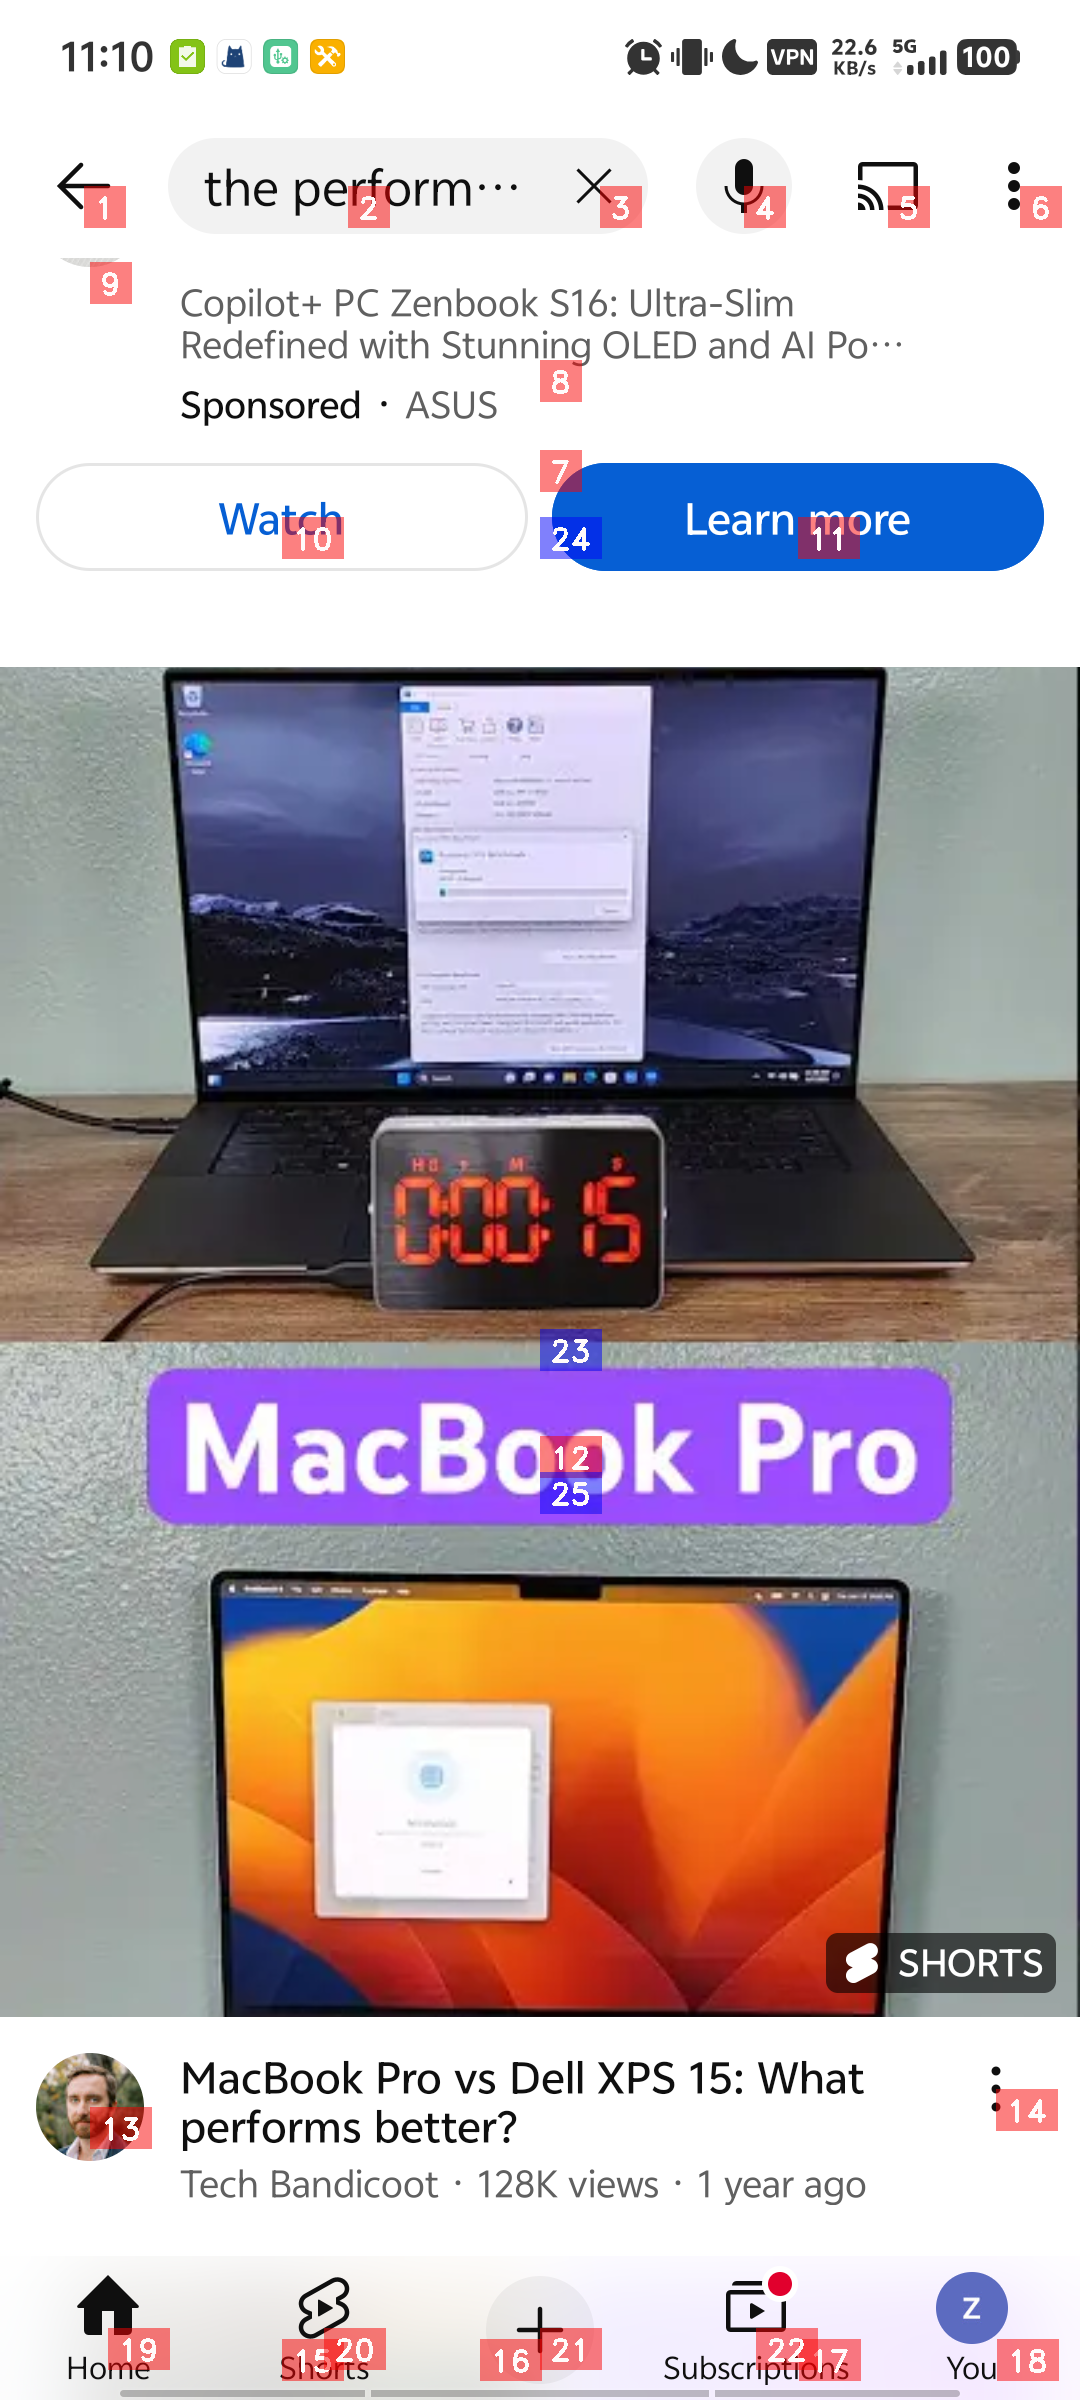 11:10
VPN
22.6
KB/s
5G
100
the perform...
1
2
3
4
5
6
9
Copilot+ PC Zenbook S16: Ultra-Slim
Redefined with Stunning OLED and AI Po...
8
Sponsored · ASUS
7
Watch
10
24
Learn more
11
M
S
0:00: 15
23
MacBook Pro
12
25
SHORTS
MacBook Pro vs Dell XPS 15: What
performs better?
13
14
Tech Bandicoot · 128K views · 1 year ago
Z
19
15
20
16
21
22
17
18
Home
Shorts
Subscriptions
You